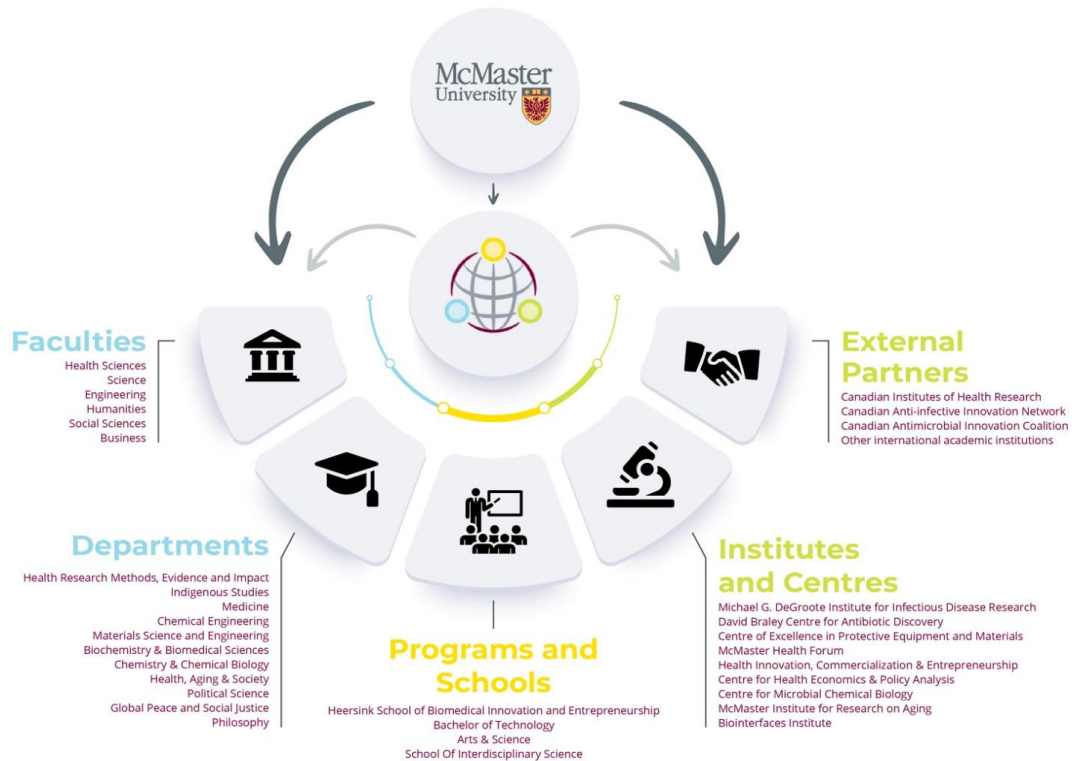 McMaster
University
Faculties
Health Sciences
Science
Engineering
Humanities
Social Sciences
Business
External
Partners
Canadian Institutes of Health Research
Canadian Anti-infective Innovation Network
Canadian Antimicrobial Innovation Coalition
Other international academic institutions
Departments
Health Research Methods, Evidence and Impact
Indigenous Studies
Medicine
Chemical Engineering
Materials Science and Engineering
Biochemistry & Biomedical Sciences
Chemistry & Chemical Biology
Health, Aging & Society
Political Science
Global Peace and Social Justice
Philosophy
Programs and
Schools
Heersink School of Biomedical Innovation and Entrepreneurship
Bachelor of Technology
Arts & Science
School Of Interdisciplinary Science
Institutes
and Centres
Michael G. DeGroote Institute for Infectious Disease Research
David Braley Centre for Antibiotic Discovery
Centre of Excellence in Protective Equipment and Materials
McMaster Health Forum
Health Innovation, Commercialization & Entrepreneurship
Centre for Health Economics & Policy Analysis
Centre for Microbial Chemical Biology
McMaster Institute for Research on Aging
Biointerfaces Institute